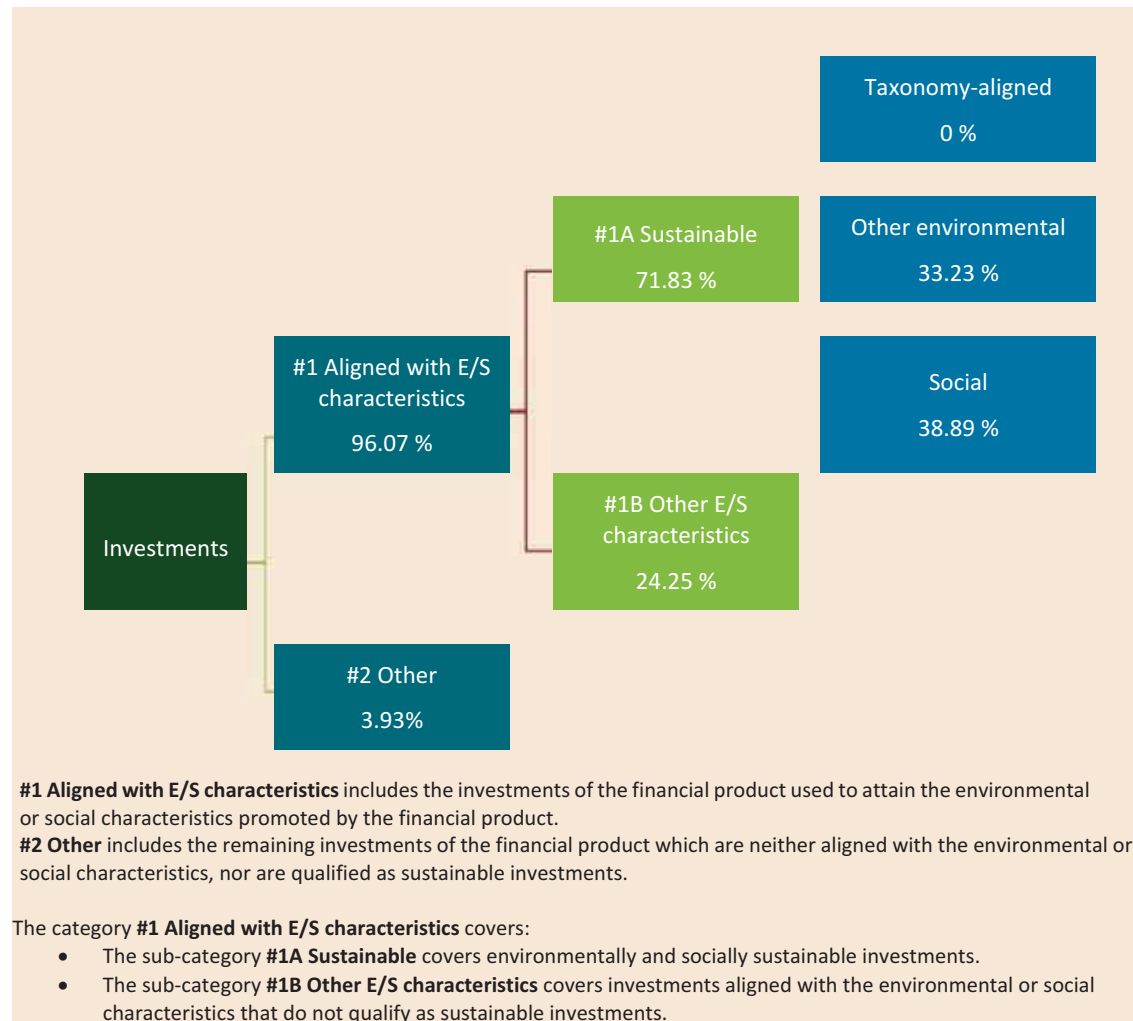 Taxonomy-aligned
0 %
#1A Sustainable
71.83 %
Other environmental
33.23 %
#1 Aligned with E/S
characteristics
96.07 %
Social
38.89 %
Investments
#1B Other E/S
characteristics
24.25 %
#2 Other
3.93%
#1 Aligned with E/S characteristics includes the investments of the financial product used to attain the environmental
or social characteristics promoted by the financial product.
#2 Other includes the remaining investments of the financial product which are neither aligned with the environmental or
social characteristics, nor are qualified as sustainable investments.
The category #1 Aligned with E/S characteristics covers:
• The sub-category #1A Sustainable covers environmentally and socially sustainable investments.
• The sub-category #1B Other E/S characteristics covers investments aligned with the environmental or social
characteristics that do not qualify as sustainable investments.